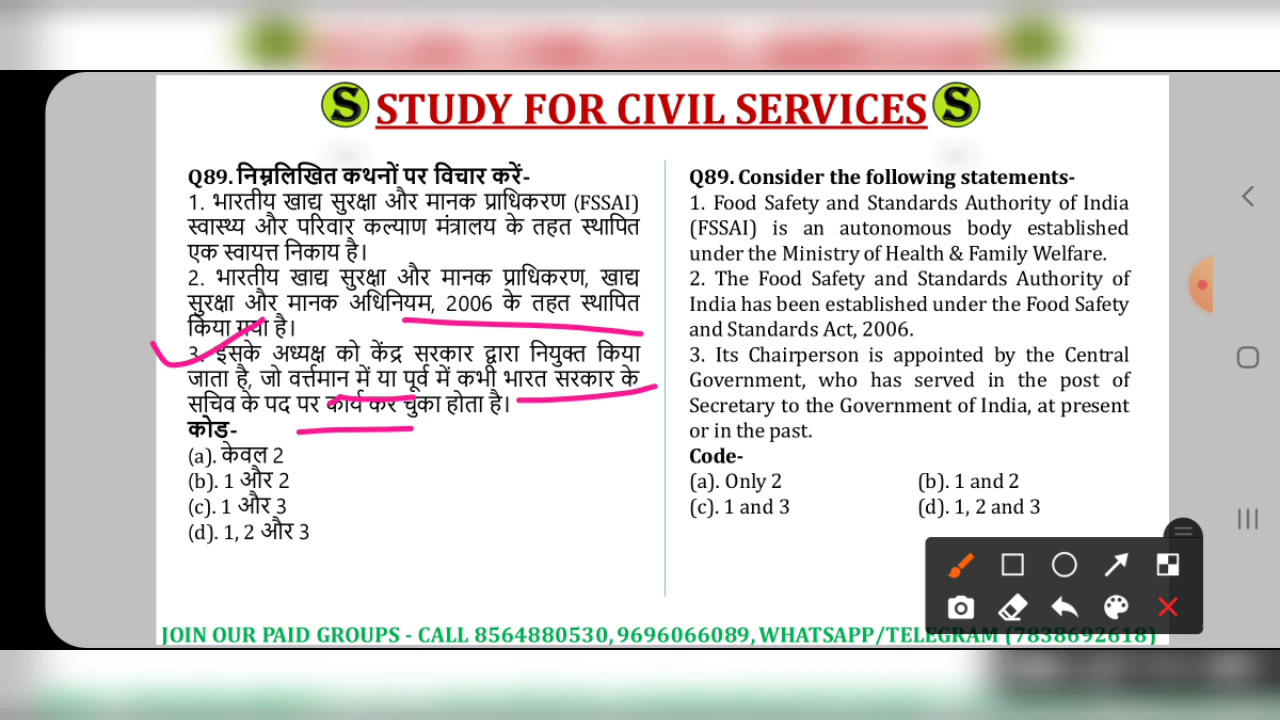 STUDY FOR CIVIL SERVICES
Q89. निम्नलिखित कथनों पर विचार करें-
1. भारतीय खाद्य सुरक्षा और मानक प्राधिकरण (FSSAI)
स्वास्थ्य और परिवार कल्याण मंत्रालय के तहत स्थापित
एक स्वायत्त निकाय है।
2. भारतीय खाद्य सुरक्षा और मानक प्राधिकरण, खाद्य
सुरक्षा और मानक अधिनियम, 2006 के तहत स्थापित
किया गया है।
3. इसके अध्यक्ष को केंद्र सरकार द्वारा नियुक्त किया
जाता है, जो वर्त्तमान में या पूर्व में कभी भारत सरकार के
सचिव के पद पर कार्य कर चुका होता है।
कोड-
(a). केवल 2
(b). 1 और 2
(c). 1 और 3
(d). 1, 2 और 3
Q89. Consider the following statements-
1. Food Safety and Standards Authority of India
(FSSAI) is an autonomous body established
under the Ministry of Health & Family Welfare.
2. The Food Safety and Standards Authority of
India has been established under the Food Safety
and Standards Act, 2006.
3. Its Chairperson is appointed by the Central
Government, who has served in the post of
Secretary to the Government of India, at present
or in the past.
Code-
(a). Only 2 (b). 1 and 2
(c). 1 and 3 (d). 1, 2 and 3
JOIN OUR PAID GROUPS - CALL 8564880530, 9696066089, WHATSAPP/TELEGRAM (7838692618)